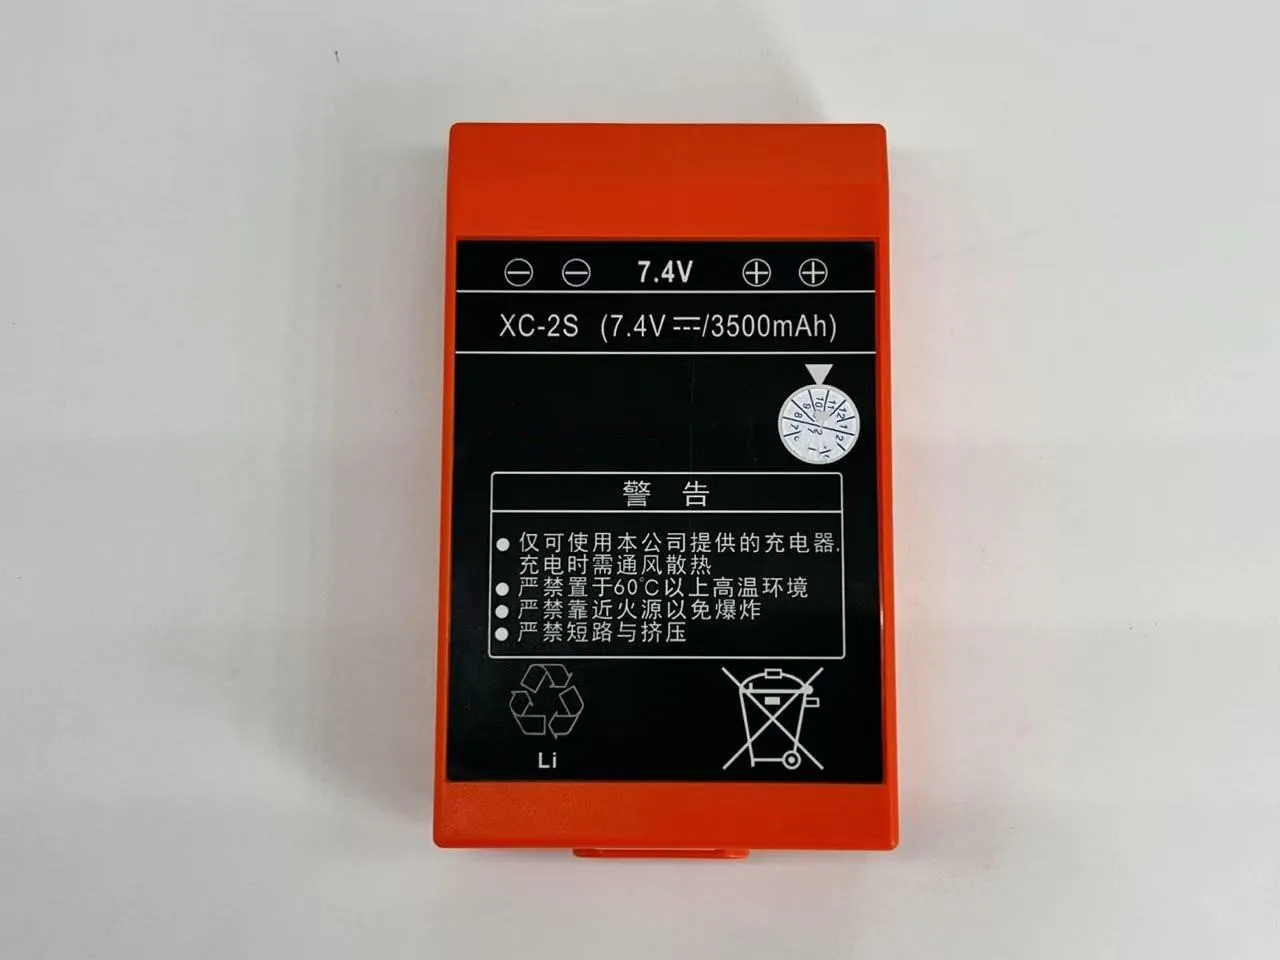 ⊖ ⊖ 7.4V ⊕ ⊕
XC-2S (7.4V⎓/3500mAh)
警 告
● 仅可使用本公司提供的充电器.
充电时需通风散热
● 严禁置于60℃以上高温环境
● 严禁靠近火源以免爆炸
● 严禁短路与挤压
Li